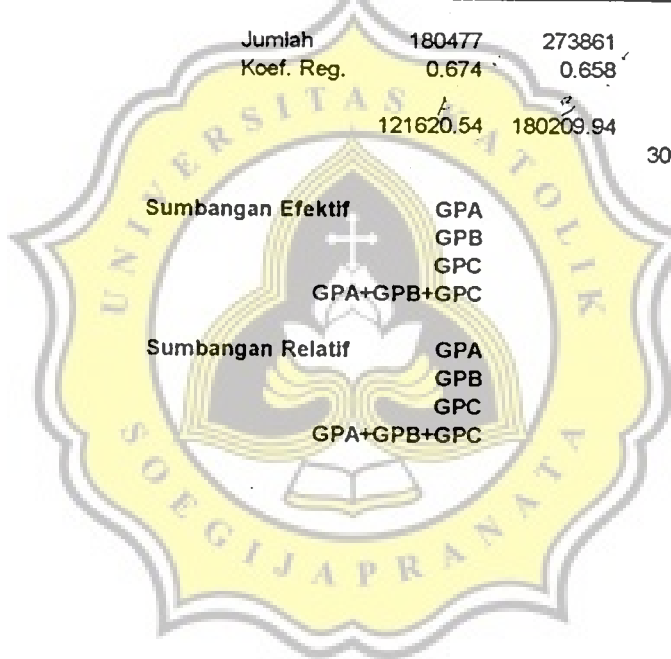 Jumlah 180477 273861
Koef. Reg. 0.674 0.658
121620.54 180209.94
30
Sumbangan Efektif GPA
GPB
GPC
GPA+GPB+GPC
Sumbangan Relatif GPA
GPB
GPC
GPA+GPB+GPC
UNIVERSITAS KATOLIK
SOEGIJAPRANATA